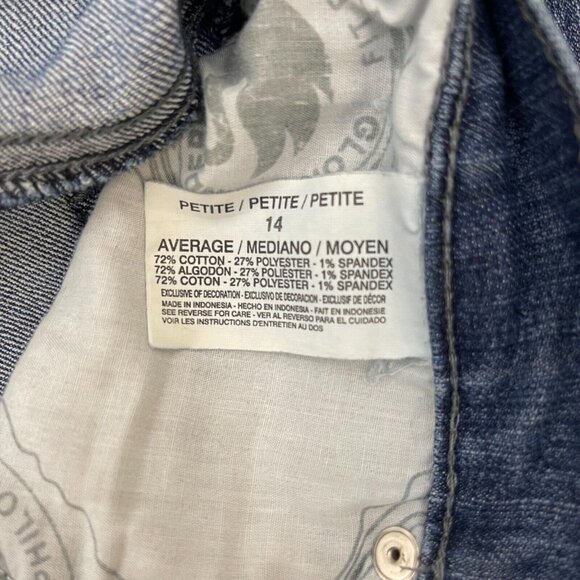 PETITE / PETITE / PETITE
14
AVERAGE / MEDIANO / MOYEN
72% COTTON - 27% POLYESTER - 1% SPANDEX
72% ALGODÓN - 27% POLIÉSTER - 1% SPANDEX
72% COTON - 27% POLYESTER - 1% SPANDEX
EXCLUSIVE OF DECORATION - EXCLUSIVO DE DECORACION - EXCLUSIF DE DÉCOR
MADE IN INDONESIA - HECHO EN INDONESIA - FAIT EN INDONESIE
SEE REVERSE FOR CARE - VER AL REVERSO PARA EL CUIDADO
VOIR LES INSTRUCTIONS D'ENTRETIEN AU DOS